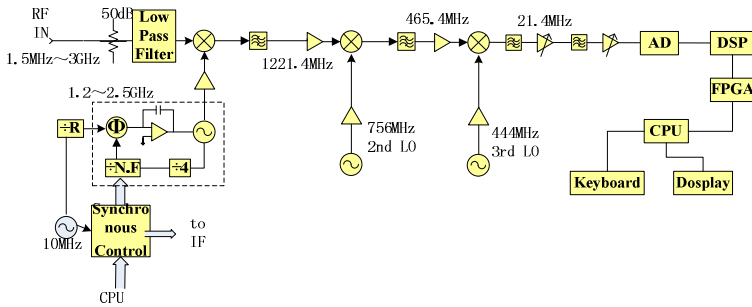 RF
IN
50dB
Low
Pass
Filter
1.5MHz～3GHz
1221.4MHz
465.4MHz
21.4MHz
AD
DSP
FPGA
CPU
Keyboard
Dosplay
1.2～2.5GHz
÷R
Φ
÷N.F
÷4
756MHz
2nd LO
444MHz
3rd LO
10MHz
Synchro
nous
Control
to
IF
CPU